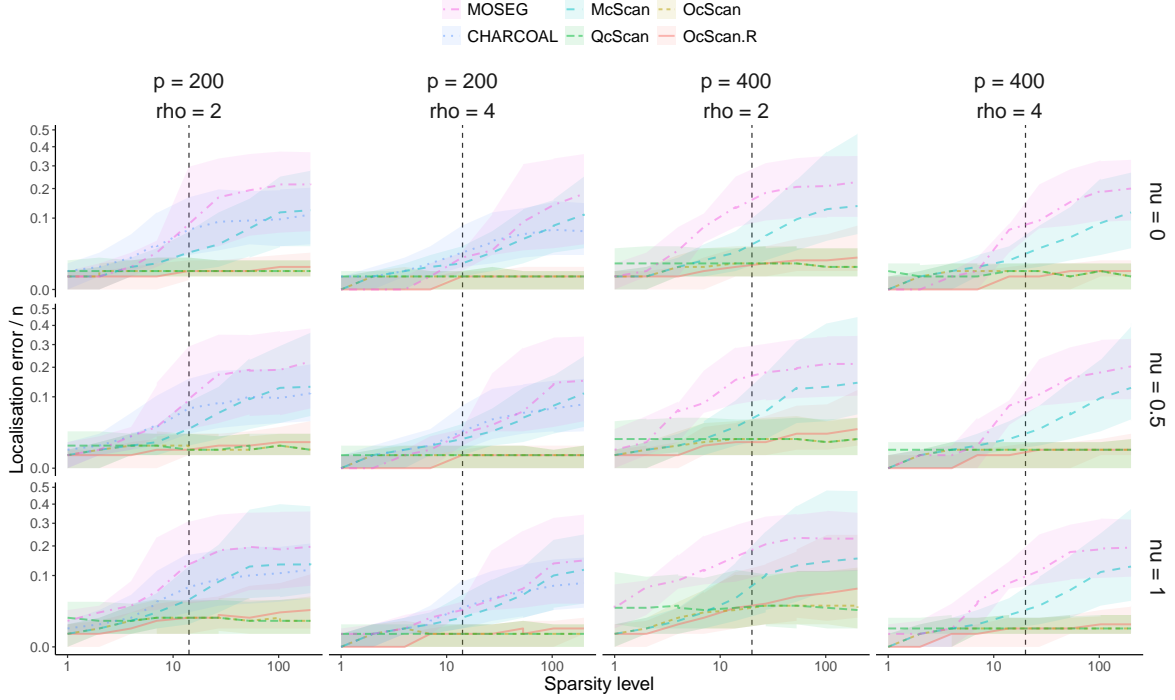 MOSEG McScan OcScan
CHARCOAL QcScan OcScan.R
p = 200 p = 200 p = 400 p = 400
rho = 2 rho = 4 rho = 2 rho = 4
0.5
0.4
0.3
0.2
0.1
0.0
nu = 0
0.5
0.4
0.3
0.2
0.1
0.0
nu = 0.5
0.5
0.4
0.3
0.2
0.1
0.0
nu = 1
Localisation error / n
1 10 100 1 10 100 1 10 100 1 10 100
Sparsity level